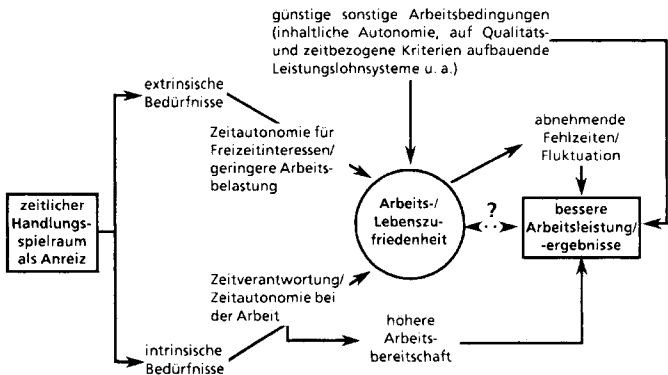 günstige sonstige Arbeitsbedingungen
(inhaltliche Autonomie, auf Qualitäts-
und zeitbezogene Kriterien aufbauende
Leistungslohnsysteme u. a.)
extrinsische
Bedürfnisse
Zeitautonomie für
Freizeitinteressen/
geringere Arbeits-
belastung
abnehmende
Fehlzeiten/
Fluktuation
zeitlicher
Handlungs-
spielraum
als Anreiz
Arbeits-/
Lebenszu-
friedenheit
?
bessere
Arbeitsleistung/
-ergebnisse
Zeitverantwortung/
Zeitautonomie bei
der Arbeit
intrinsische
Bedürfnisse
höhere
Arbeits-
bereitschaft